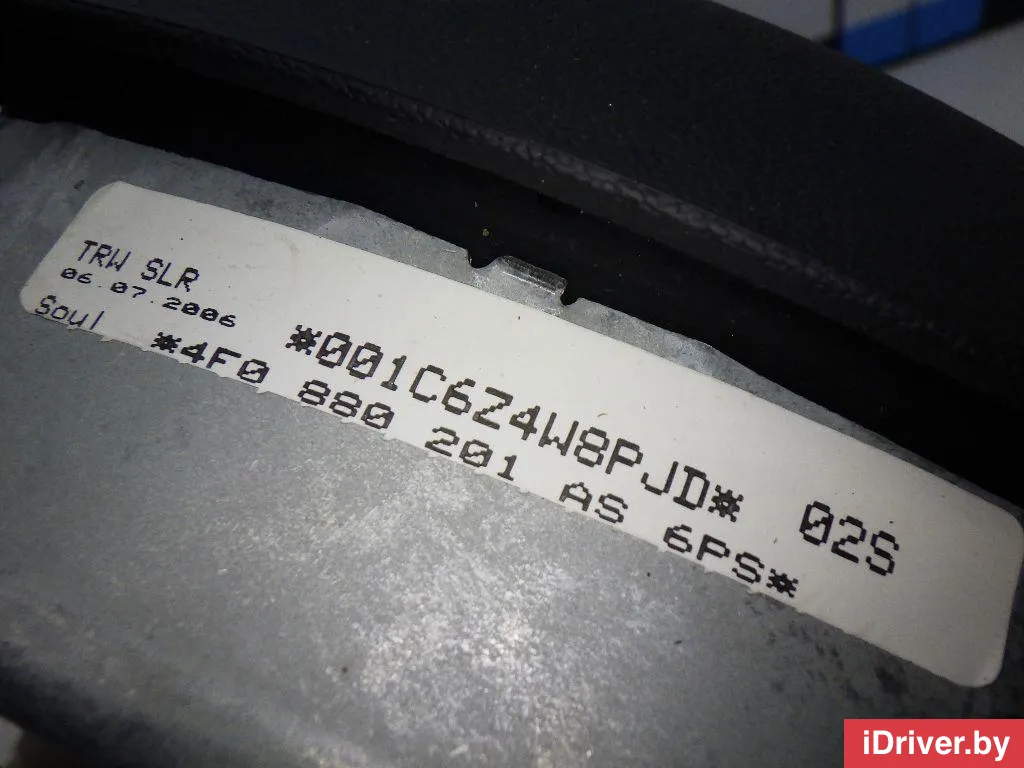 TRW SLR
06.07.2006
Soul
*001C6Z4W8PJD* 02S
*4F0 880 201 AS 6PS*
iDriver.by